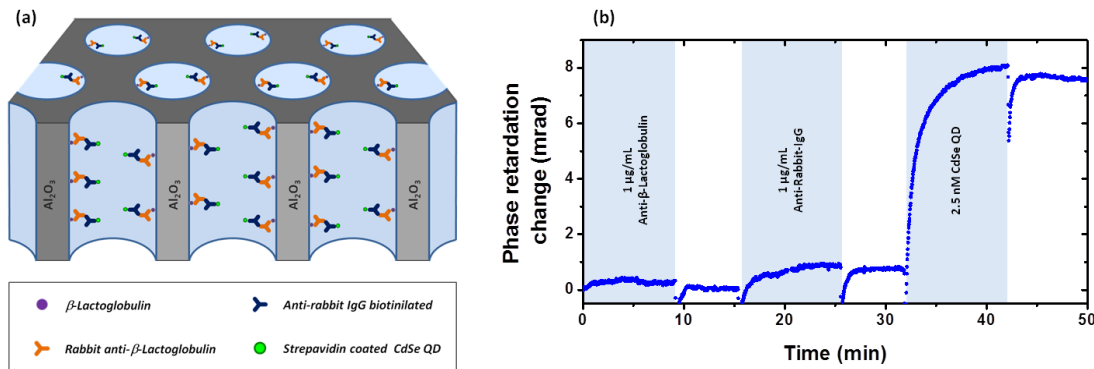 (a)
Al2O3
Al2O3
Al2O3
Al2O3
β-Lactoglobulin
Anti-rabbit IgG biotinilated
Rabbit anti-β-Lactoglobulin
Strepavidin coated CdSe QD
(b)
Phase retardation
change (mrad)
8
6
4
2
0
1 µg/mL
Anti-β-Lactoglobulin
1 µg/mL
Anti-Rabbit-IgG
2.5 nM CdSe QD
0 10 20 30 40 50
Time (min)